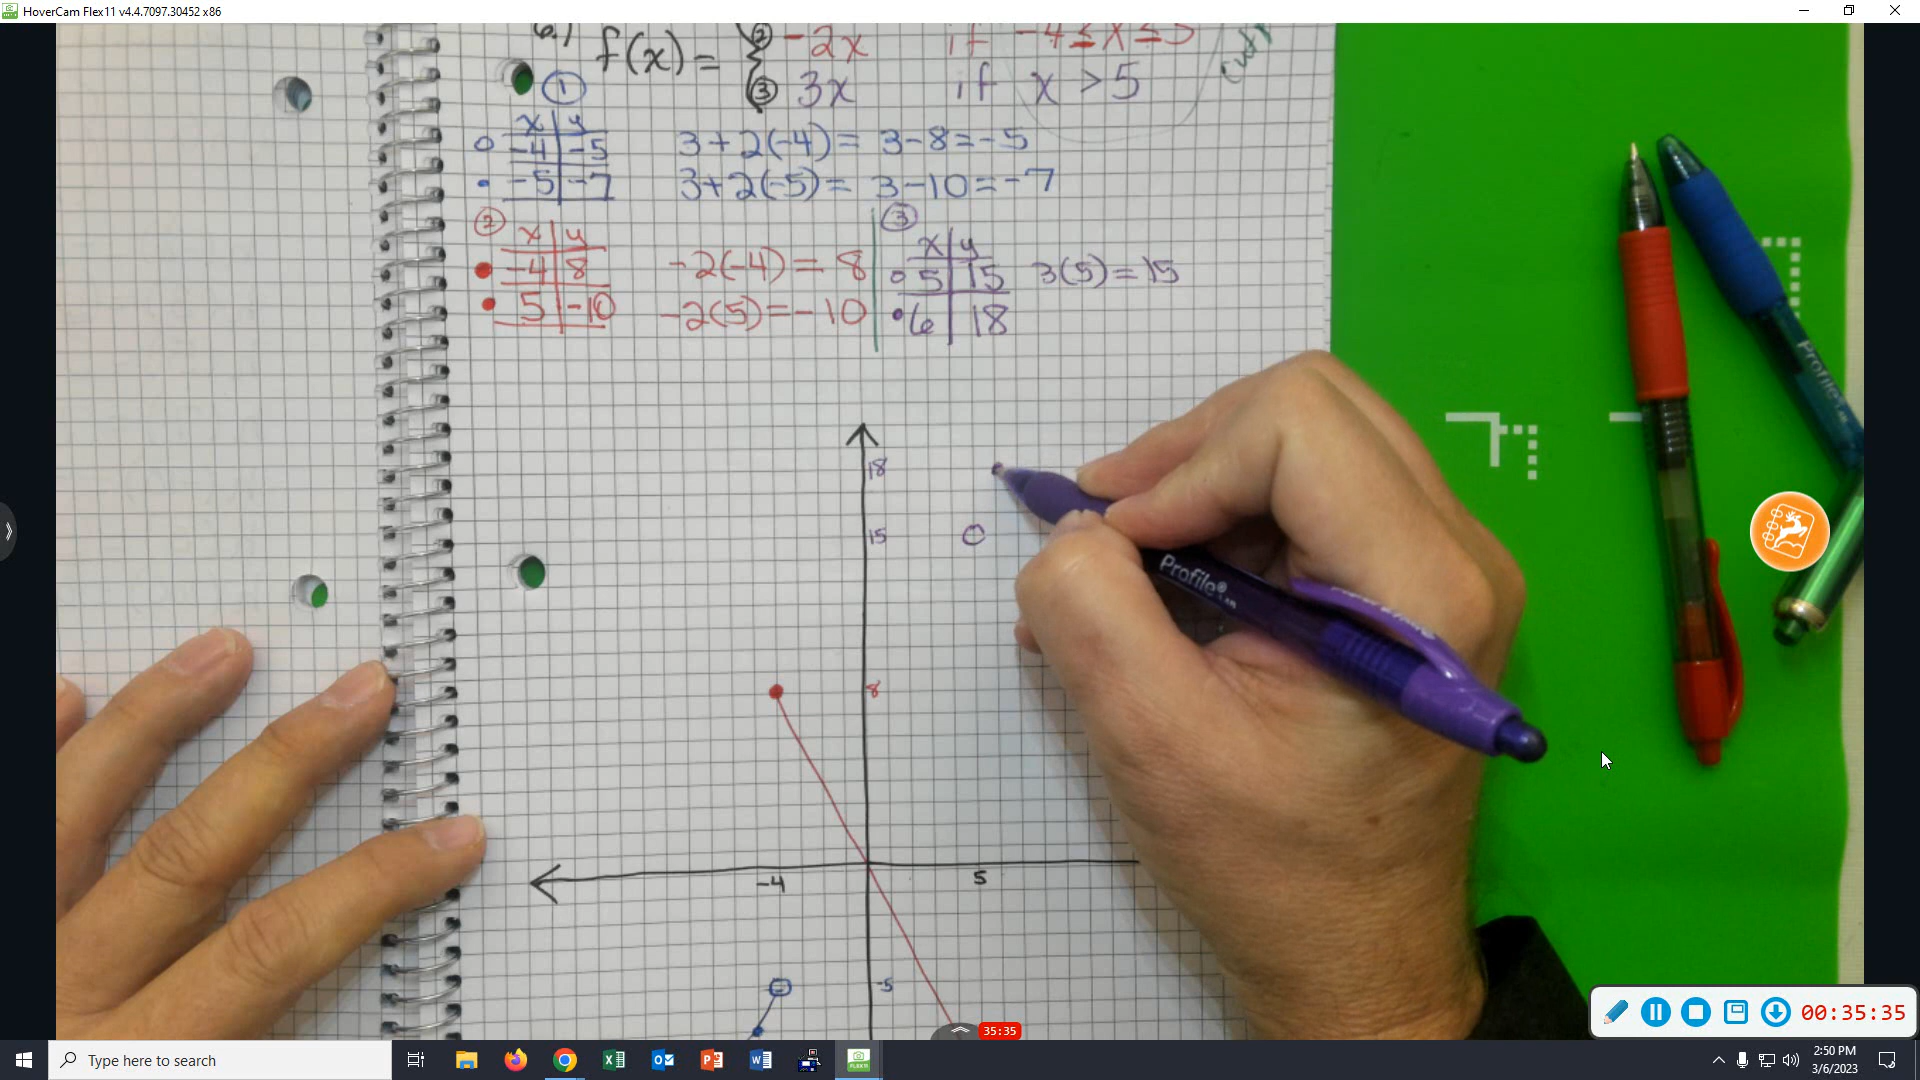 HoverCam Flex11 v4.4.7097.30452 x86
6.) f(x) = ② -2x if -4 ≤ x ≤ 5
③ 3x if x > 5
①
x y
-4 -5 3+2(-4) = 3-8=-5
-5 -7 3+2(-5) = 3-10=-7
② ③
x y x y
-4 8 -2(-4) = 8 5 15 3(5)=15
5 -10 -2(5)=-10 6 18
18
15
8
-4 5
-5
Profile
Profile
35:35
00:35:35
Type here to search
2:50 PM
3/6/2023